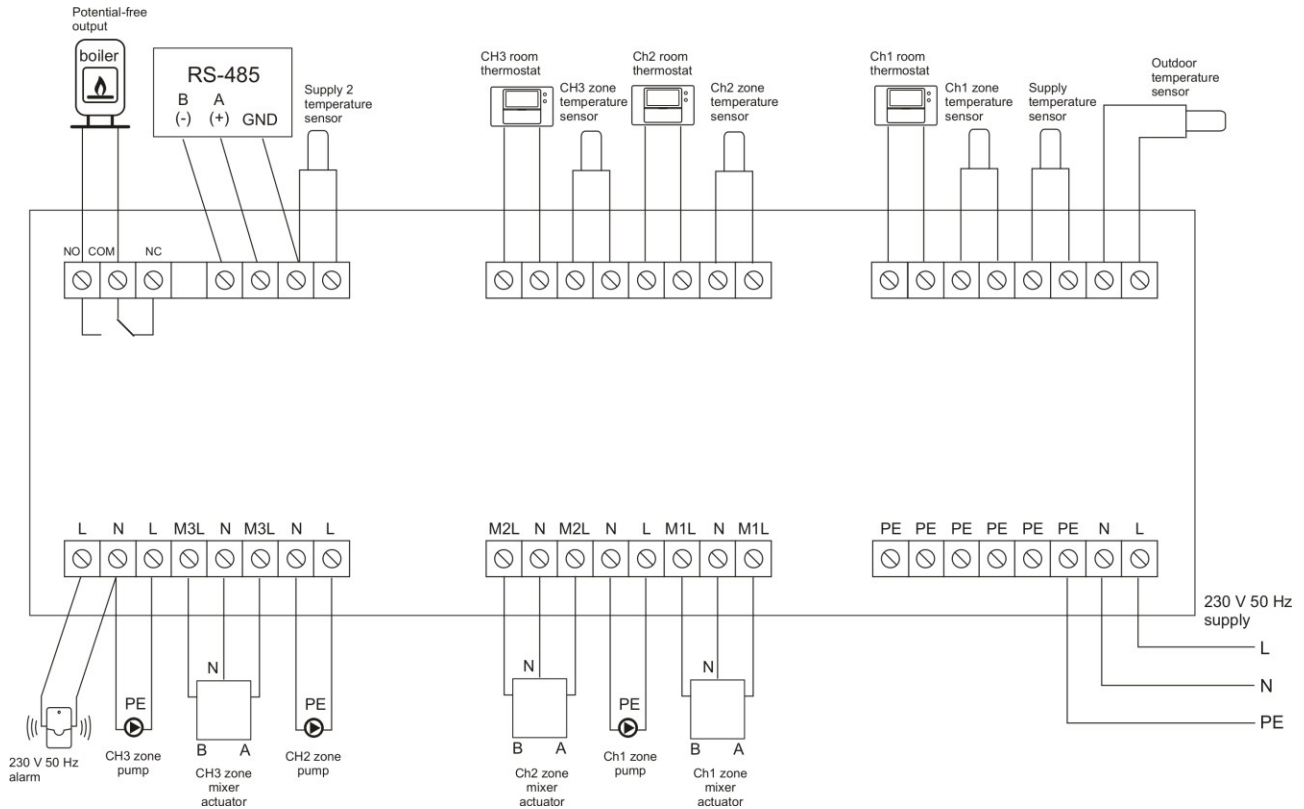 Potential-free
output
boiler
RS-485
B A
(-) (+) GND
Supply 2
temperature
sensor
CH3 room
thermostat
CH3 zone
temperature
sensor
Ch2 room
thermostat
Ch2 zone
temperature
sensor
Ch1 room
thermostat
Ch1 zone
temperature
sensor
Supply
temperature
sensor
Outdoor
temperature
sensor
NO COM NC
L N L M3L N M3L N L
M2L N M2L N L M1L N M1L
PE PE PE PE PE PE N L
230 V 50 Hz
supply
L
N
PE
230 V 50 Hz
alarm
PE
CH3 zone
pump
N
B A
CH3 zone
mixer
actuator
PE
CH2 zone
pump
N
B A
Ch2 zone
mixer
actuator
PE
Ch1 zone
pump
N
B A
Ch1 zone
mixer
actuator